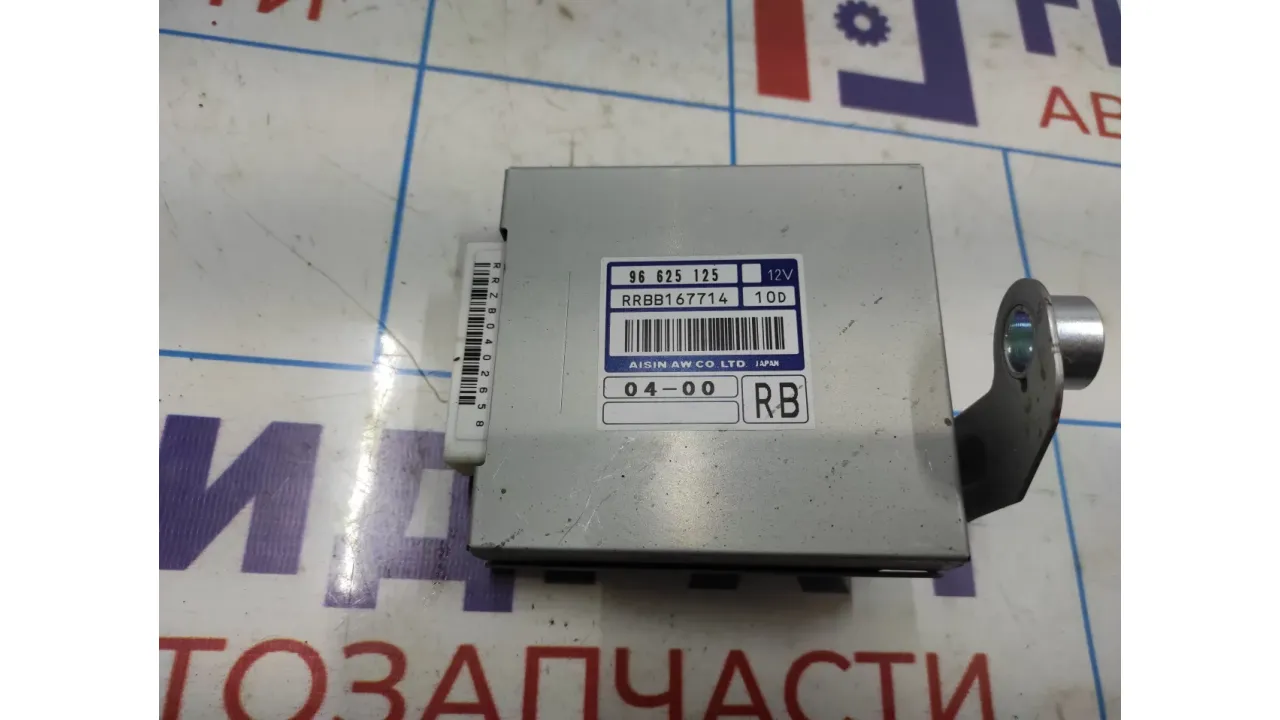 96 625 125 12V
RRBB167714 10D
AISIN AW CO. LTD. JAPAN
04-00
RB
RRZB0402658
АВ
ИД
ТОЗАПЧАСТИ